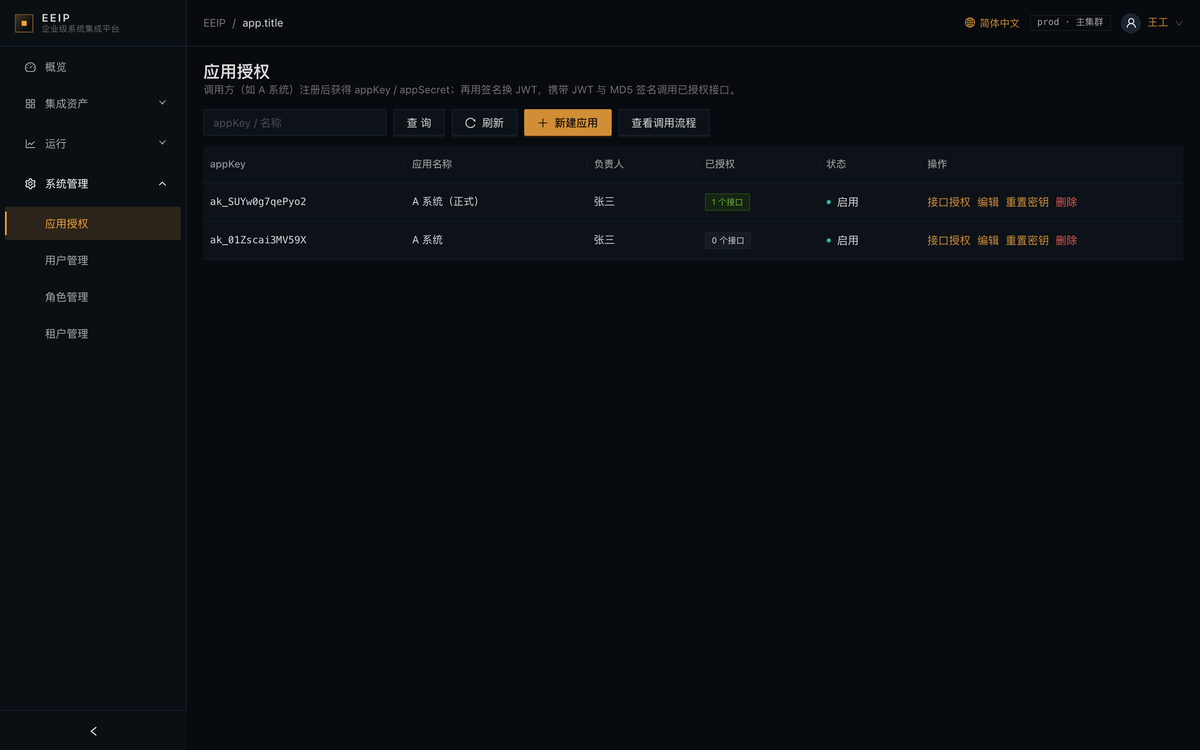 EEIP
企业级系统集成平台
EEIP / app.title
简体中文
prod · 主集群
王工
概览
集成资产
运行
系统管理
应用授权
用户管理
角色管理
租户管理
应用授权
调用方（如 A 系统）注册后获得 appKey / appSecret；再用签名换 JWT，携带 JWT 与 MD5 签名调用已授权接口。
appKey / 名称
查 询
刷新
新建应用
查看调用流程
appKey 应用名称 负责人 已授权 状态 操作
ak_SUYw0g7qePyo2 A 系统（正式） 张三 1 个接口 启用 接口授权 编辑 重置密钥 删除
ak_01Zscai3MV59X A 系统 张三 0 个接口 启用 接口授权 编辑 重置密钥 删除